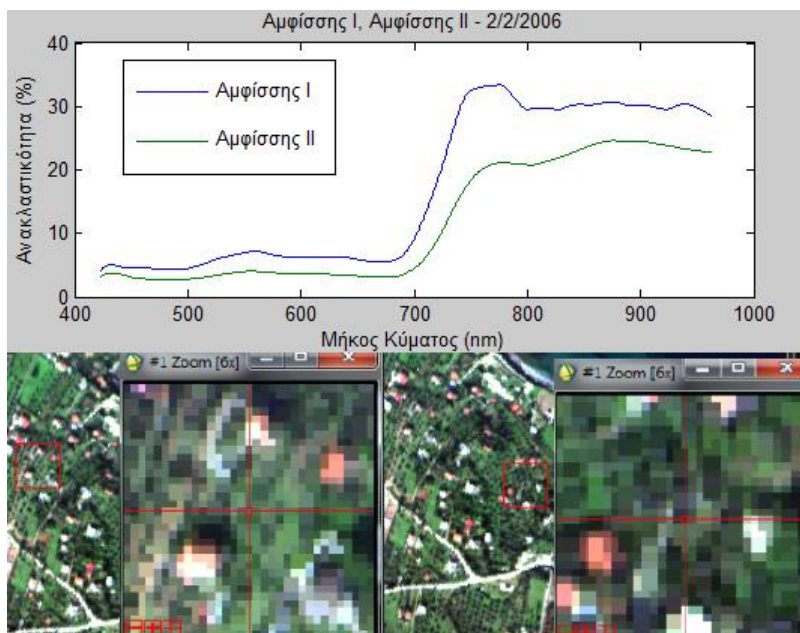 Αμφίσσης Ι, Αμφίσσης ΙΙ - 2/2/2006
Ανακλαστικότητα (%)
40
30
20
10
0
Αμφίσσης Ι
Αμφίσσης ΙΙ
400 500 600 700 800 900 1000
Μήκος Κύματος (nm)
#1 Zoom [6x]
#1 Zoom [6x]